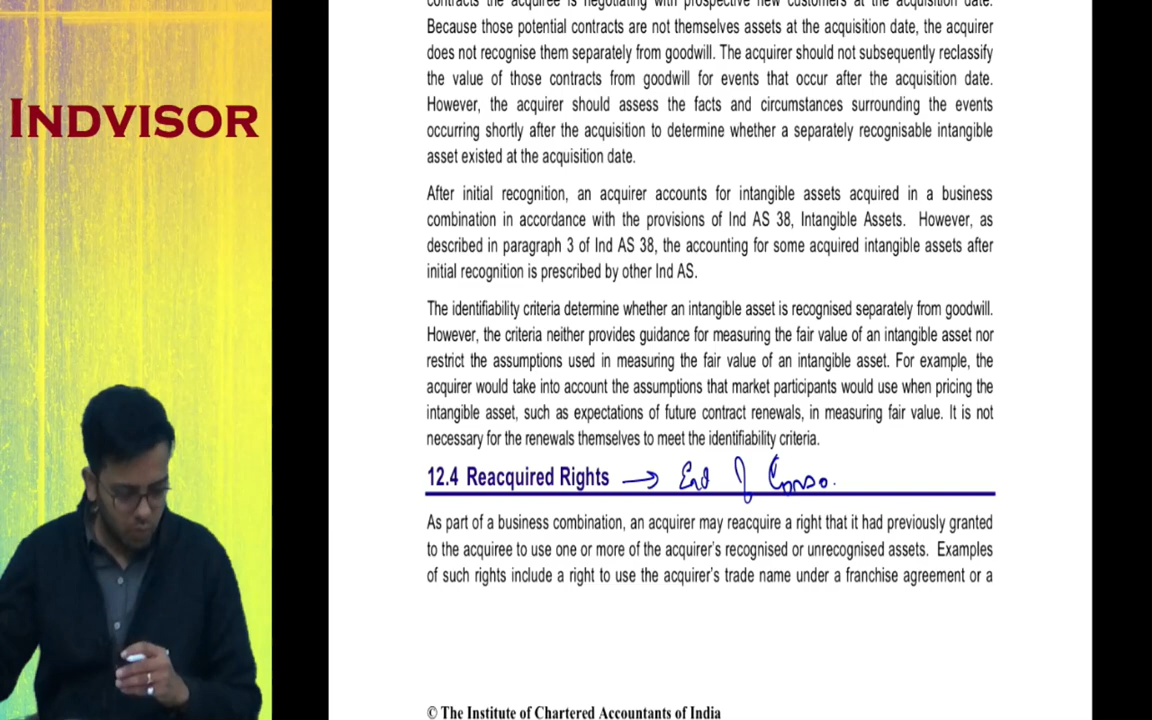 INDVISOR
contracts the acquiree is negotiating with prospective new customers at the acquisition date.
Because those potential contracts are not themselves assets at the acquisition date, the acquirer
does not recognise them separately from goodwill. The acquirer should not subsequently reclassify
the value of those contracts from goodwill for events that occur after the acquisition date.
However, the acquirer should assess the facts and circumstances surrounding the events
occurring shortly after the acquisition to determine whether a separately recognisable intangible
asset existed at the acquisition date.
After initial recognition, an acquirer accounts for intangible assets acquired in a business
combination in accordance with the provisions of Ind AS 38, Intangible Assets. However, as
described in paragraph 3 of Ind AS 38, the accounting for some acquired intangible assets after
initial recognition is prescribed by other Ind AS.
The identifiability criteria determine whether an intangible asset is recognised separately from goodwill.
However, the criteria neither provides guidance for measuring the fair value of an intangible asset nor
restrict the assumptions used in measuring the fair value of an intangible asset. For example, the
acquirer would take into account the assumptions that market participants would use when pricing the
intangible asset, such as expectations of future contract renewals, in measuring fair value. It is not
necessary for the renewals themselves to meet the identifiability criteria.
12.4 Reacquired Rights → End of Conso.
As part of a business combination, an acquirer may reacquire a right that it had previously granted
to the acquiree to use one or more of the acquirer's recognised or unrecognised assets. Examples
of such rights include a right to use the acquirer's trade name under a franchise agreement or a
© The Institute of Chartered Accountants of India